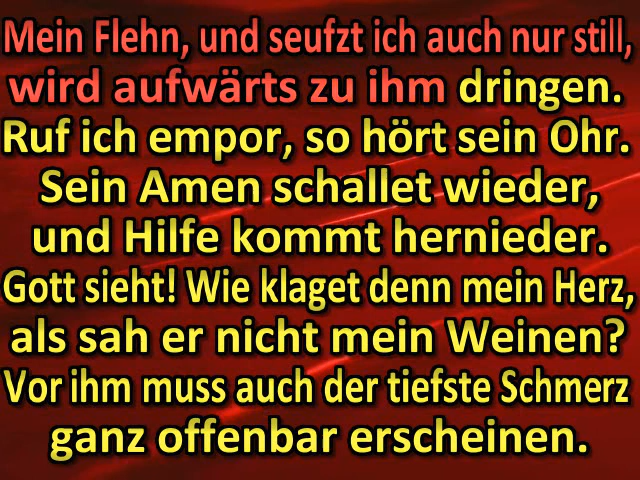 Mein Flehn, und seufzt ich auch nur still,
wird aufwärts zu ihm dringen.
Ruf ich empor, so hört sein Ohr.
Sein Amen schallet wieder,
und Hilfe kommt hernieder.
Gott sieht! Wie klaget denn mein Herz,
als sah er nicht mein Weinen?
Vor ihm muss auch der tiefste Schmerz
ganz offenbar erscheinen.